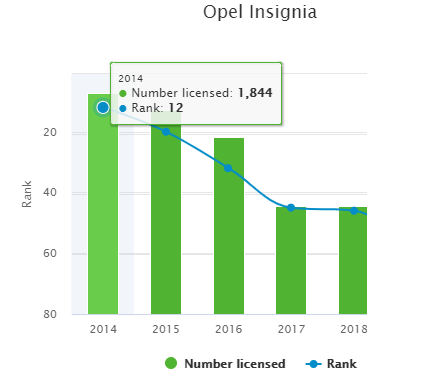 Opel Insignia
2014
Number licensed: 1,844
Rank: 12
20
40
60
80
Rank
2014 2015 2016 2017 2018
Number licensed Rank